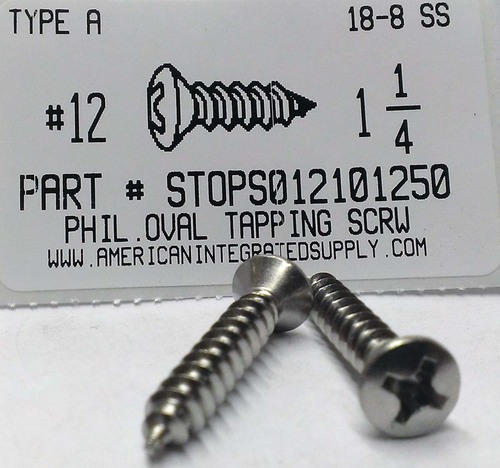 TYPE A 18-8 SS
#12 1 1/4
PART # STOPS012101250
PHIL.OVAL TAPPING SCRW
WWW.AMERICANINTEGRATEDSUPPLY.COM